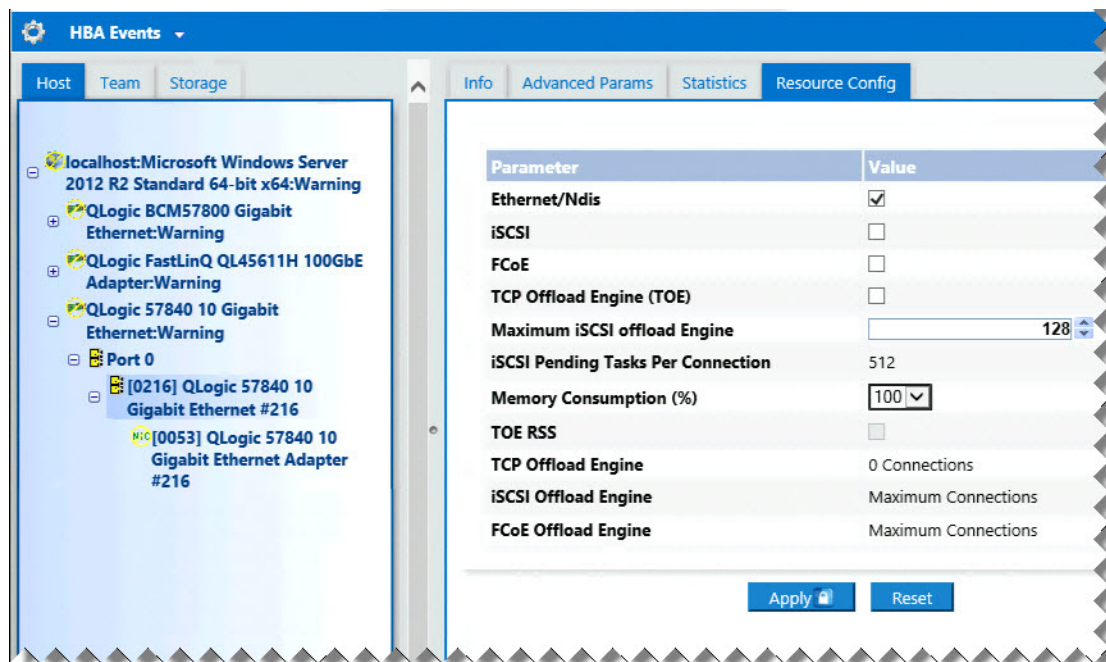 HBA Events
Host Team Storage
localhost:Microsoft Windows Server
2012 R2 Standard 64-bit x64:Warning
QLogic BCM57800 Gigabit
Ethernet:Warning
QLogic FastLinQ QL45611H 100GbE
Adapter:Warning
QLogic 57840 10 Gigabit
Ethernet:Warning
Port 0
[0216] QLogic 57840 10
Gigabit Ethernet #216
NIC [0053] QLogic 57840 10
Gigabit Ethernet Adapter
#216
Info Advanced Params Statistics Resource Config
Parameter Value
Ethernet/Ndis
iSCSI
FCoE
TCP Offload Engine (TOE)
Maximum iSCSI offload Engine 128
iSCSI Pending Tasks Per Connection 512
Memory Consumption (%) 100
TOE RSS
TCP Offload Engine 0 Connections
iSCSI Offload Engine Maximum Connections
FCoE Offload Engine Maximum Connections
Apply Reset